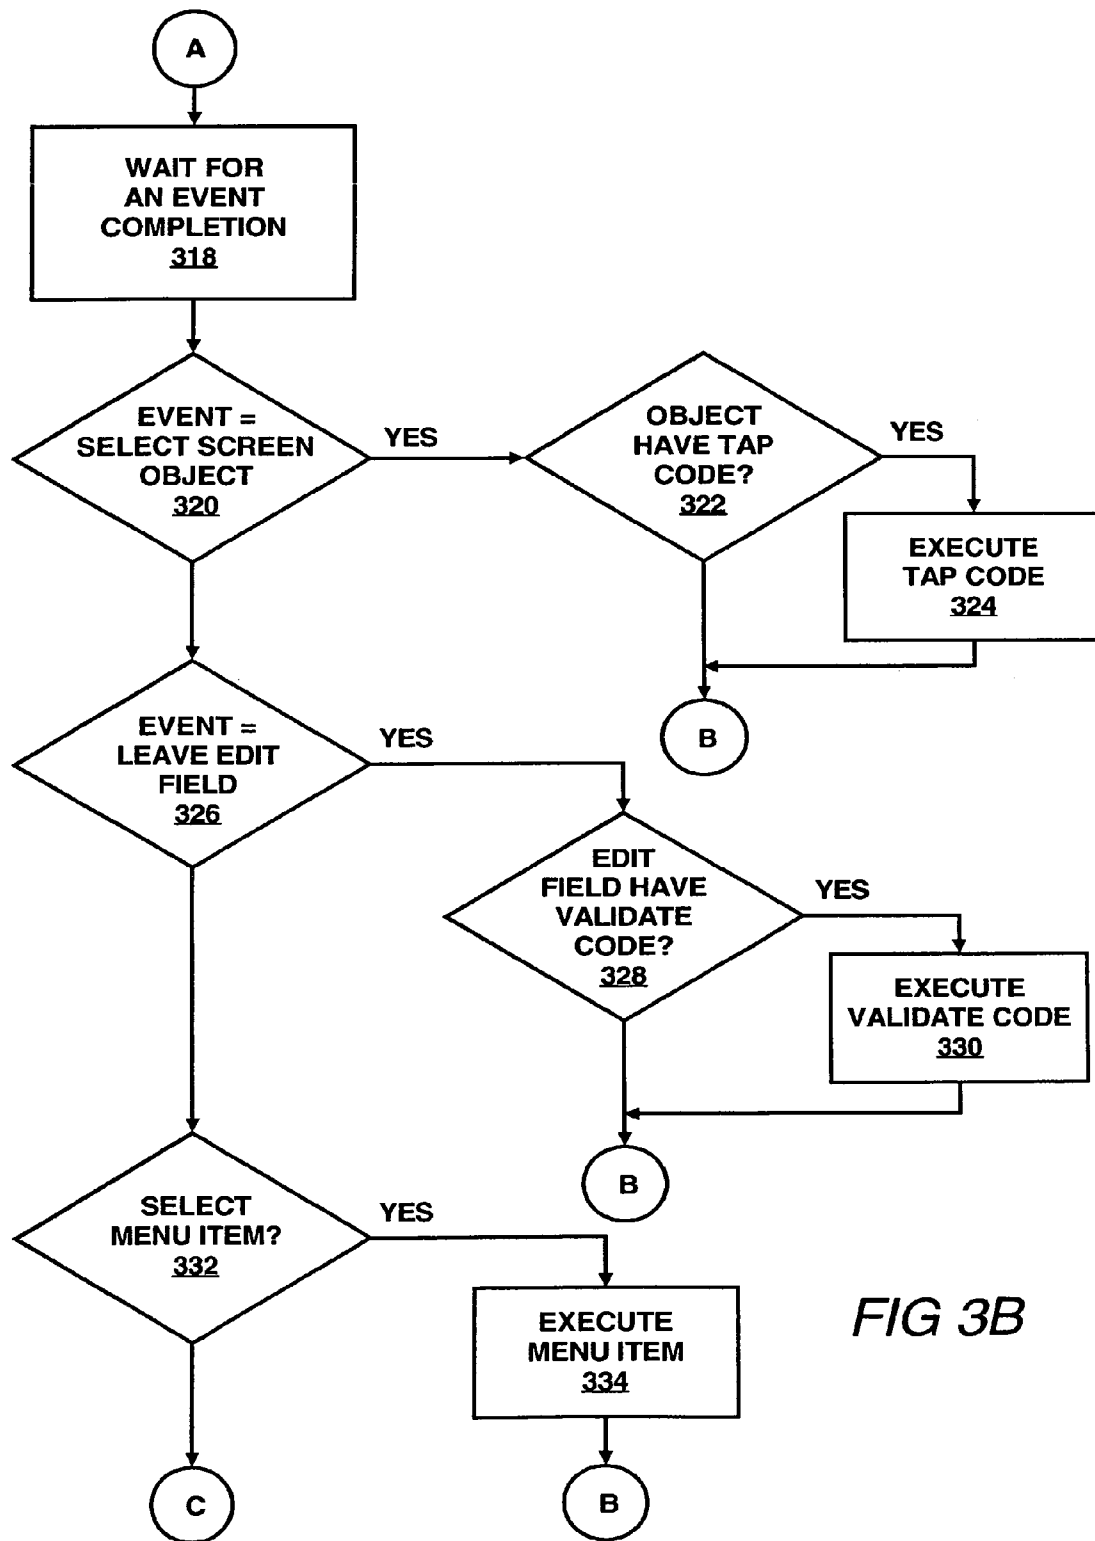 A
WAIT FOR
AN EVENT
COMPLETION
318
EVENT =
SELECT SCREEN
OBJECT
320
YES
OBJECT
HAVE TAP
CODE?
322
YES
EXECUTE
TAP CODE
324
B
EVENT =
LEAVE EDIT
FIELD
326
YES
EDIT
FIELD HAVE
VALIDATE
CODE?
328
YES
EXECUTE
VALIDATE CODE
330
B
SELECT
MENU ITEM?
332
YES
EXECUTE
MENU ITEM
334
B
C
FIG 3B